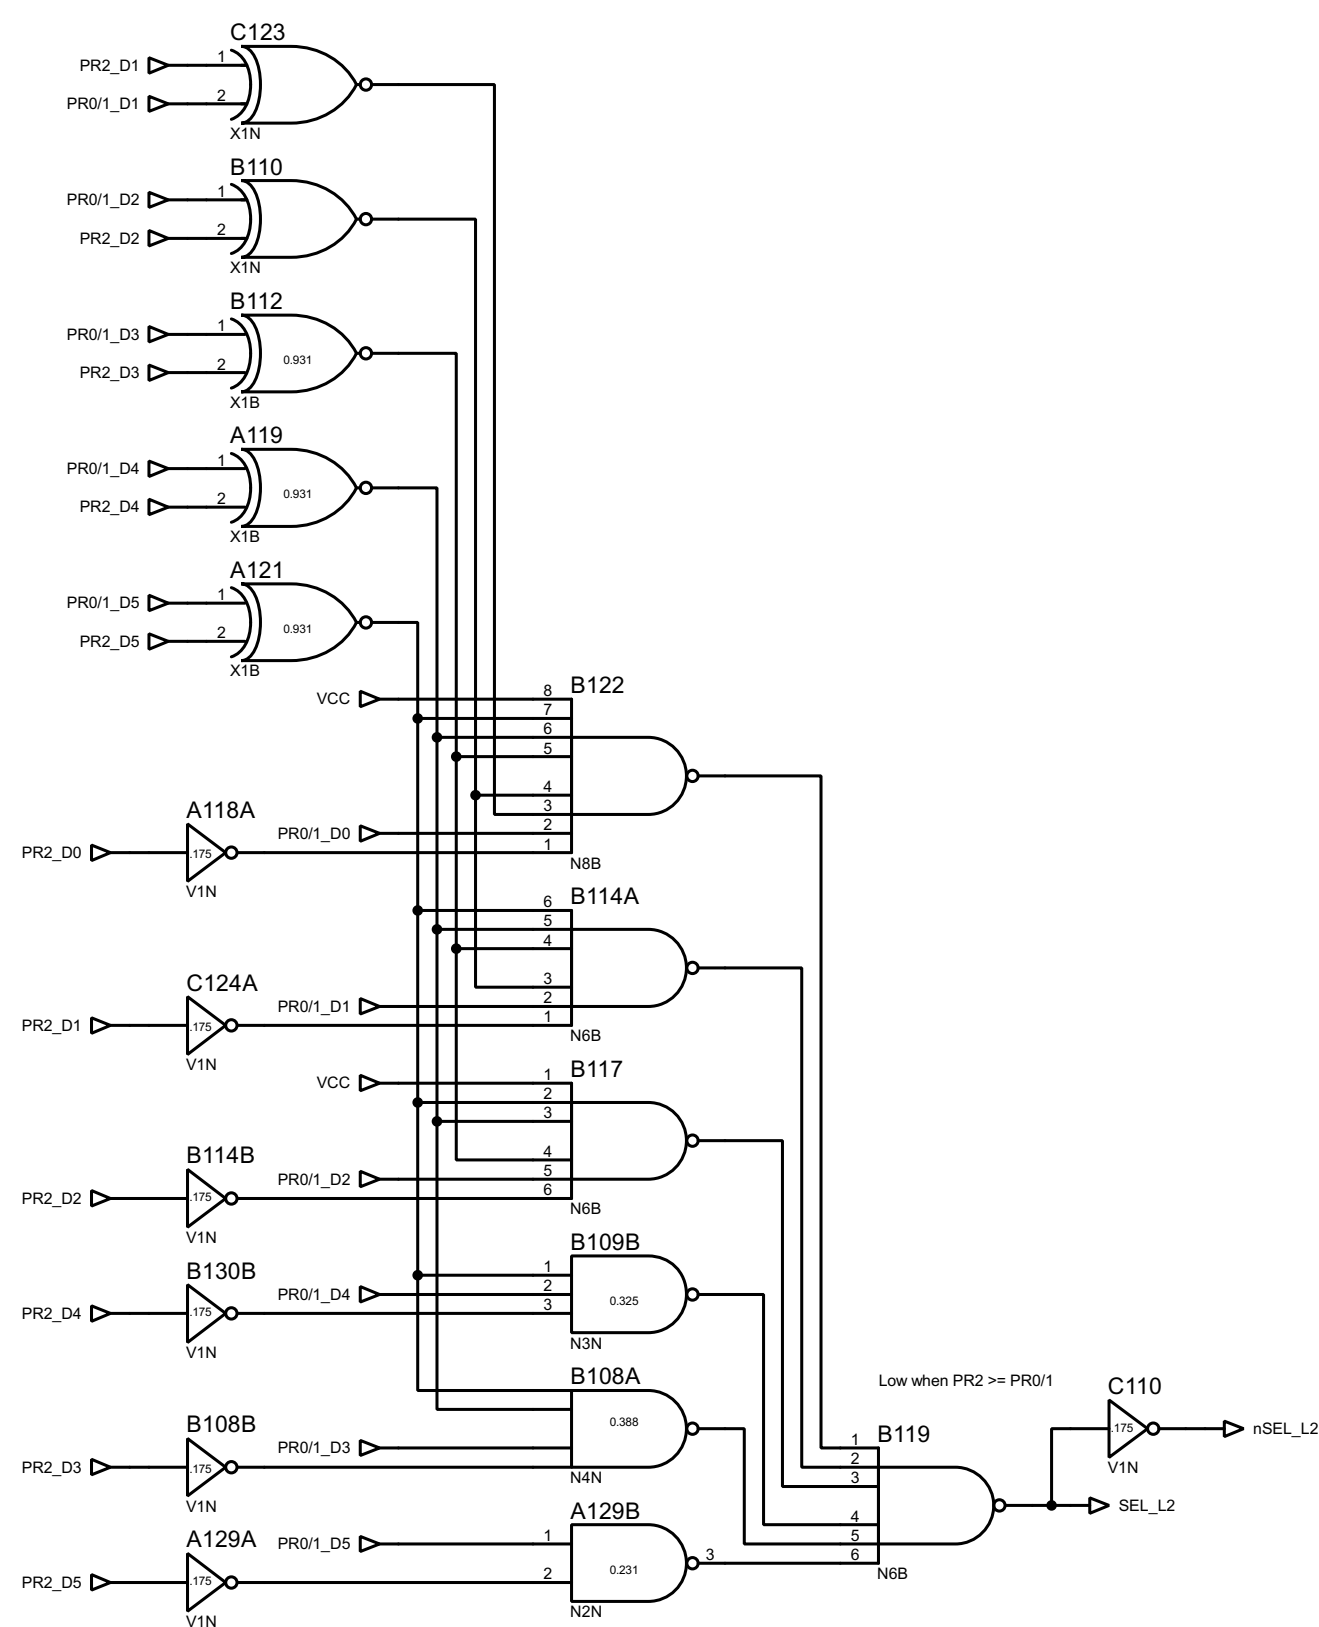 C123
PR2_D1
1
PR0/1_D1
2
X1N
B110
PR0/1_D2
1
PR2_D2
2
X1N
B112
PR0/1_D3
1
0.931
PR2_D3
2
X1B
A119
PR0/1_D4
1
0.931
PR2_D4
2
X1B
A121
PR0/1_D5
1
0.931
PR2_D5
2
X1B
B122
VCC
8
7
6
5
4
3
PR0/1_D0
2
1
N8B
A118A
PR2_D0
.175
V1N
B114A
6
5
4
3
PR0/1_D1
2
1
N6B
C124A
PR2_D1
.175
V1N
B117
VCC
1
2
3
4
PR0/1_D2
5
6
N6B
B114B
PR2_D2
.175
V1N
B109B
1
PR0/1_D4
2
3
0.325
N3N
B130B
PR2_D4
.175
V1N
B108A
0.388
PR0/1_D3
N4N
B108B
PR2_D3
.175
V1N
A129B
PR0/1_D5
1
2
0.231
3
N2N
A129A
PR2_D5
.175
V1N
Low when PR2 >= PR0/1
B119
1
2
3
4
5
6
N6B
C110
.175
V1N
nSEL_L2
SEL_L2